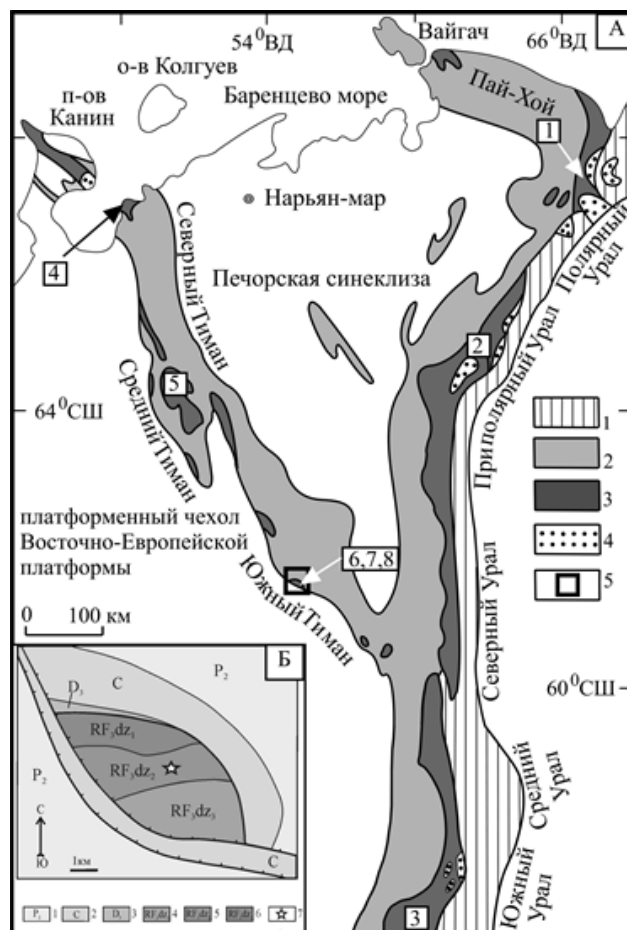 Вайгач
54⁰ВД
66⁰ВД
А
о-в Колгуев
Баренцево море
п-ов
Канин
Пай-Хой
1
Нарьян-мар
4
Северный Тиман
Полярный
Урал
Печорская синеклиза
2
Приполярный Урал
5
Средний Тиман
64⁰СШ
1
2
3
4
5
платформенный чехол
Восточно-Европейской
платформы
6,7,8
0 100 км
Южный Тиман
Северный Урал
60⁰СШ
Средний
Урал
Южный
Урал
3
Б
P₂
C
D₃
RF₃dz₁
RF₃dz₂
RF₃dz₃
P₂
C
С
Ю
1км
1
C 2
3
4
5
6
7